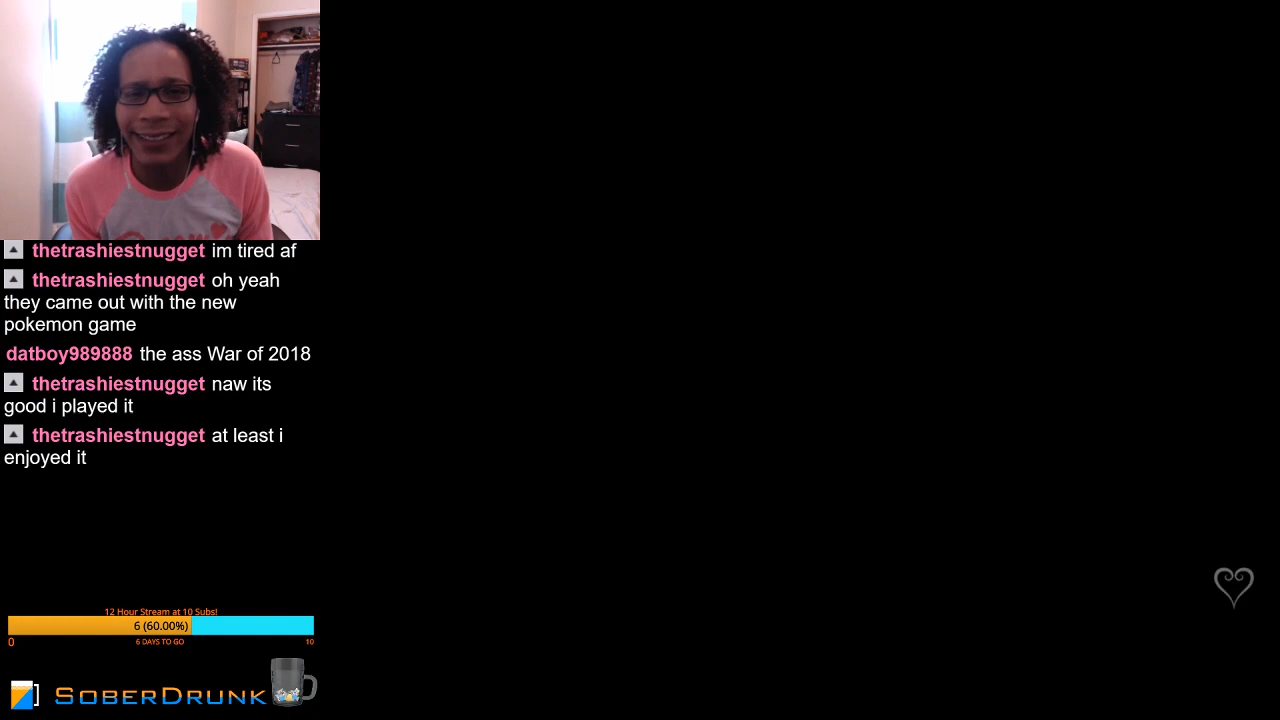 thetrashiestnugget im tired af
thetrashiestnugget oh yeah
they came out with the new
pokemon game
datboy989888 the ass War of 2018
thetrashiestnugget naw its
good i played it
thetrashiestnugget at least i
enjoyed it
12 Hour Stream at 10 Subs!
6 (60.00%)
0 6 DAYS TO GO 10
SOBERDRUNK